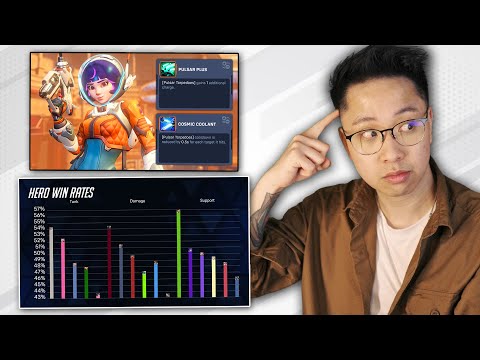 PULSAR PLUS
[Pulsar Torpedoes] gains 1 additional
charge.
COSMIC COOLANT
[Pulsar Torpedoes] cooldown is
reduced by 0.5s for each target it hits.
HERO WIN RATES
Tank Damage Support
57%
56%
55%
54%
53%
52%
51%
50%
49%
48%
47%
46%
45%
44%
43%